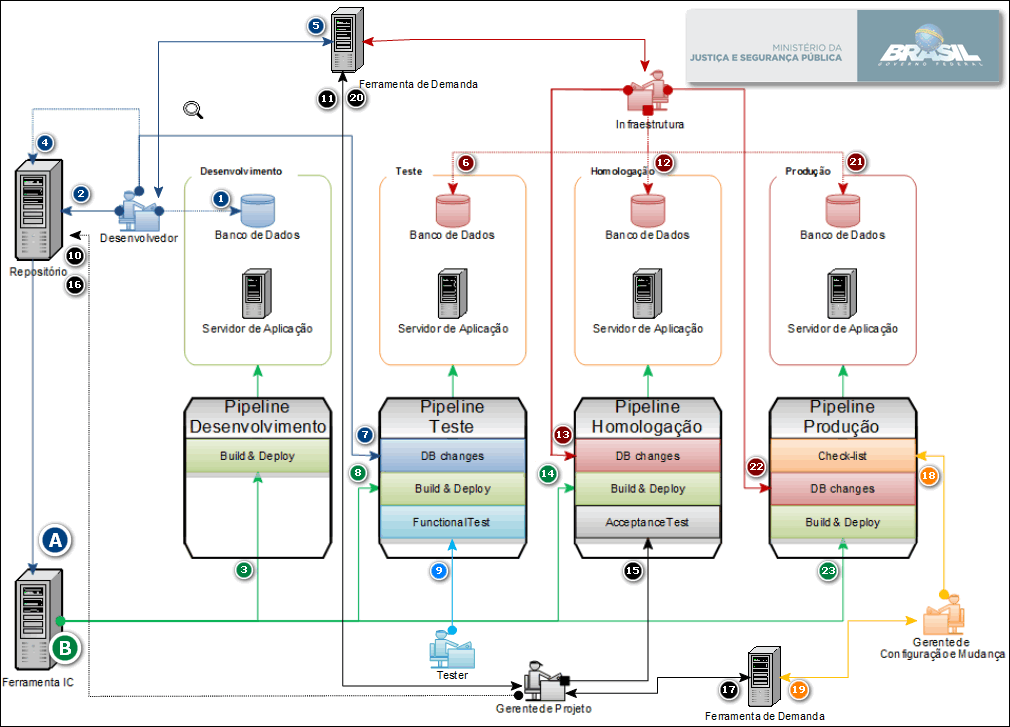 MINISTÉRIO DA
JUSTIÇA E SEGURANÇA PÚBLICA
BRASIL
GOVERNO FEDERAL
5
Ferramenta de Demanda
11
20
Infraestrutura
4
2
1
6
12
21
Desenvolvimento
Teste
Homologação
Produção
Desenvolvedor
Banco de Dados
Banco de Dados
Banco de Dados
Banco de Dados
10
Repositório
16
Servidor de Aplicação
Servidor de Aplicação
Servidor de Aplicação
Servidor de Aplicação
Pipeline
Desenvolvimento
Build & Deploy
Pipeline
Teste
7
DB changes
8
Build & Deploy
FunctionalTest
Pipeline
Homologação
13
DB changes
14
Build & Deploy
AcceptanceTest
Pipeline
Produção
Check-list
18
22
DB changes
Build & Deploy
A
3
9
15
23
B
Ferramenta IC
Tester
Gerente de Projeto
17
19
Ferramenta de Demanda
Gerente de
Configuração e Mudança